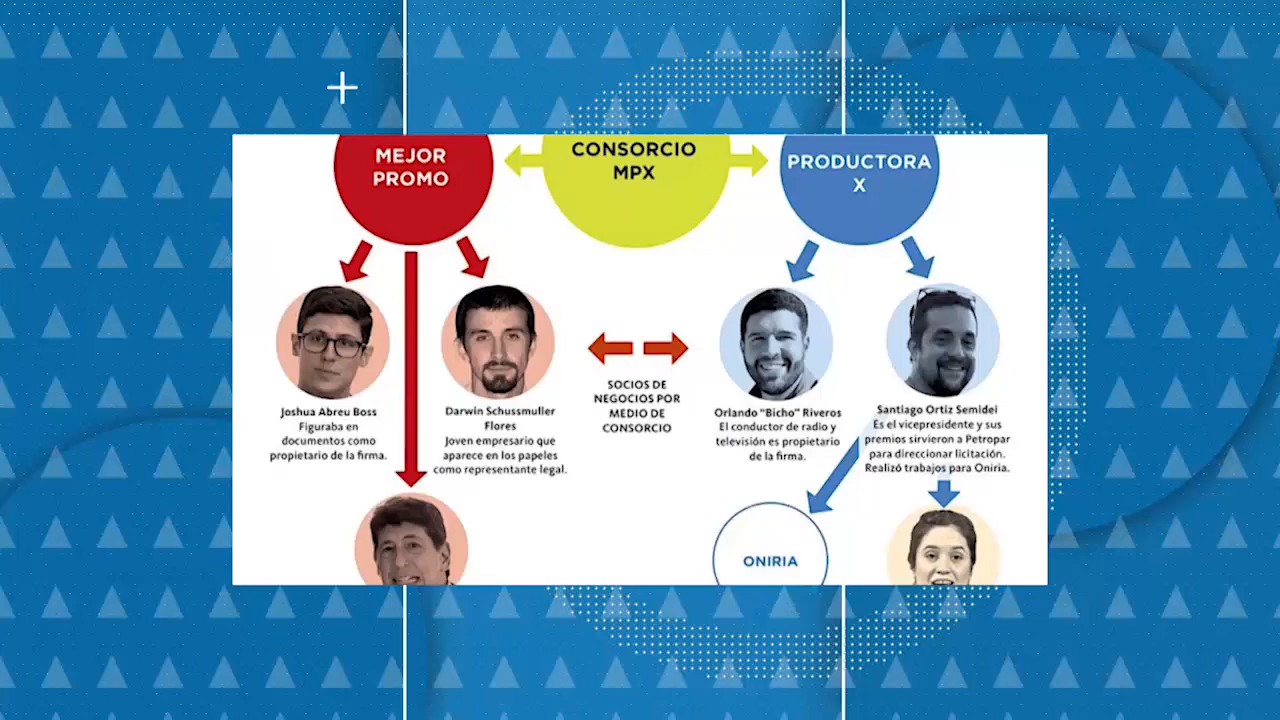 MEJOR
PROMO
CONSORCIO
MPX
PRODUCTORA
X
Joshua Abreu Boss
Figuraba en
documentos como
propietario de la firma.
Darwin Schussmuller
Flores
Joven empresario que
aparece en los papeles
como representante legal.
SOCIOS DE
NEGOCIOS POR
MEDIO DE
CONSORCIO
Orlando "Bicho" Riveros
El conductor de radio y
televisión es propietario
de la firma.
Santiago Ortiz Semidei
Es el vicepresidente y sus
premios sirvieron a Petropar
para direccionar licitación.
Realizó trabajos para Oniria.
ONIRIA